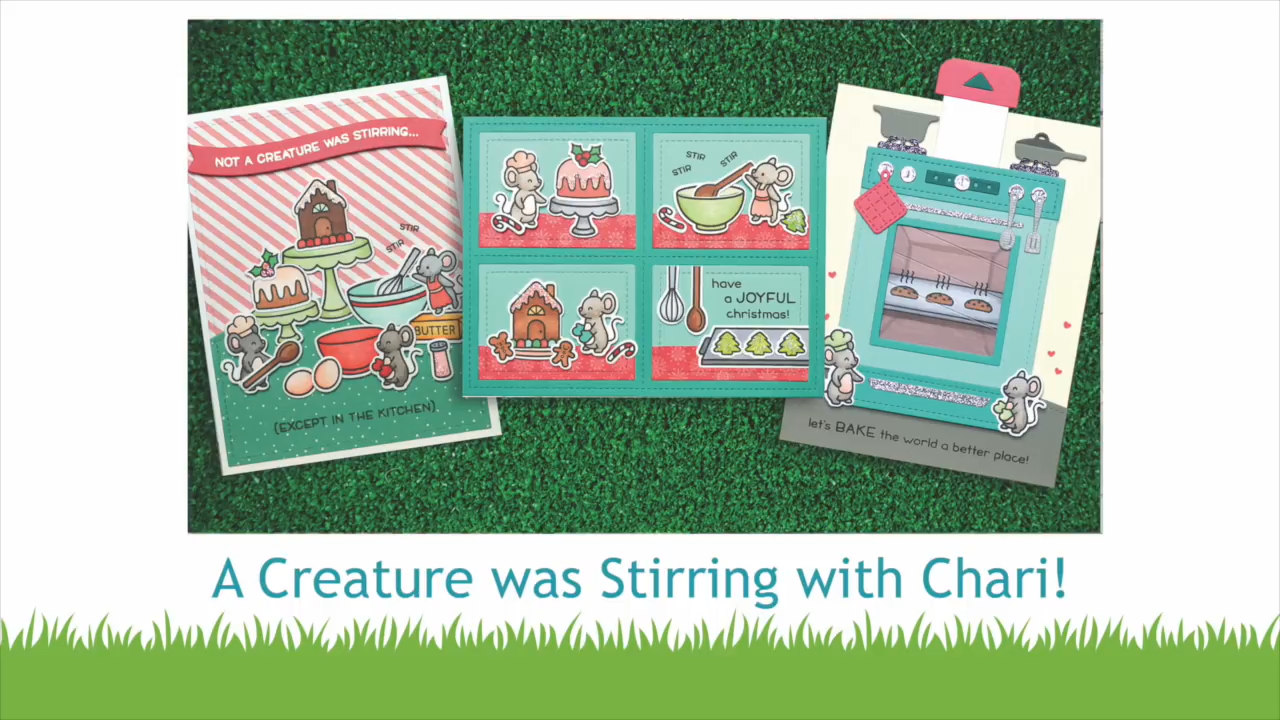 NOT A CREATURE WAS STIRRING...
STIR
STIR
BUTTER
(EXCEPT IN THE KITCHEN)
STIR
STIR
STIR
have
a JOYFUL
christmas!
let's BAKE the world a better place!
A Creature was Stirring with Chari!